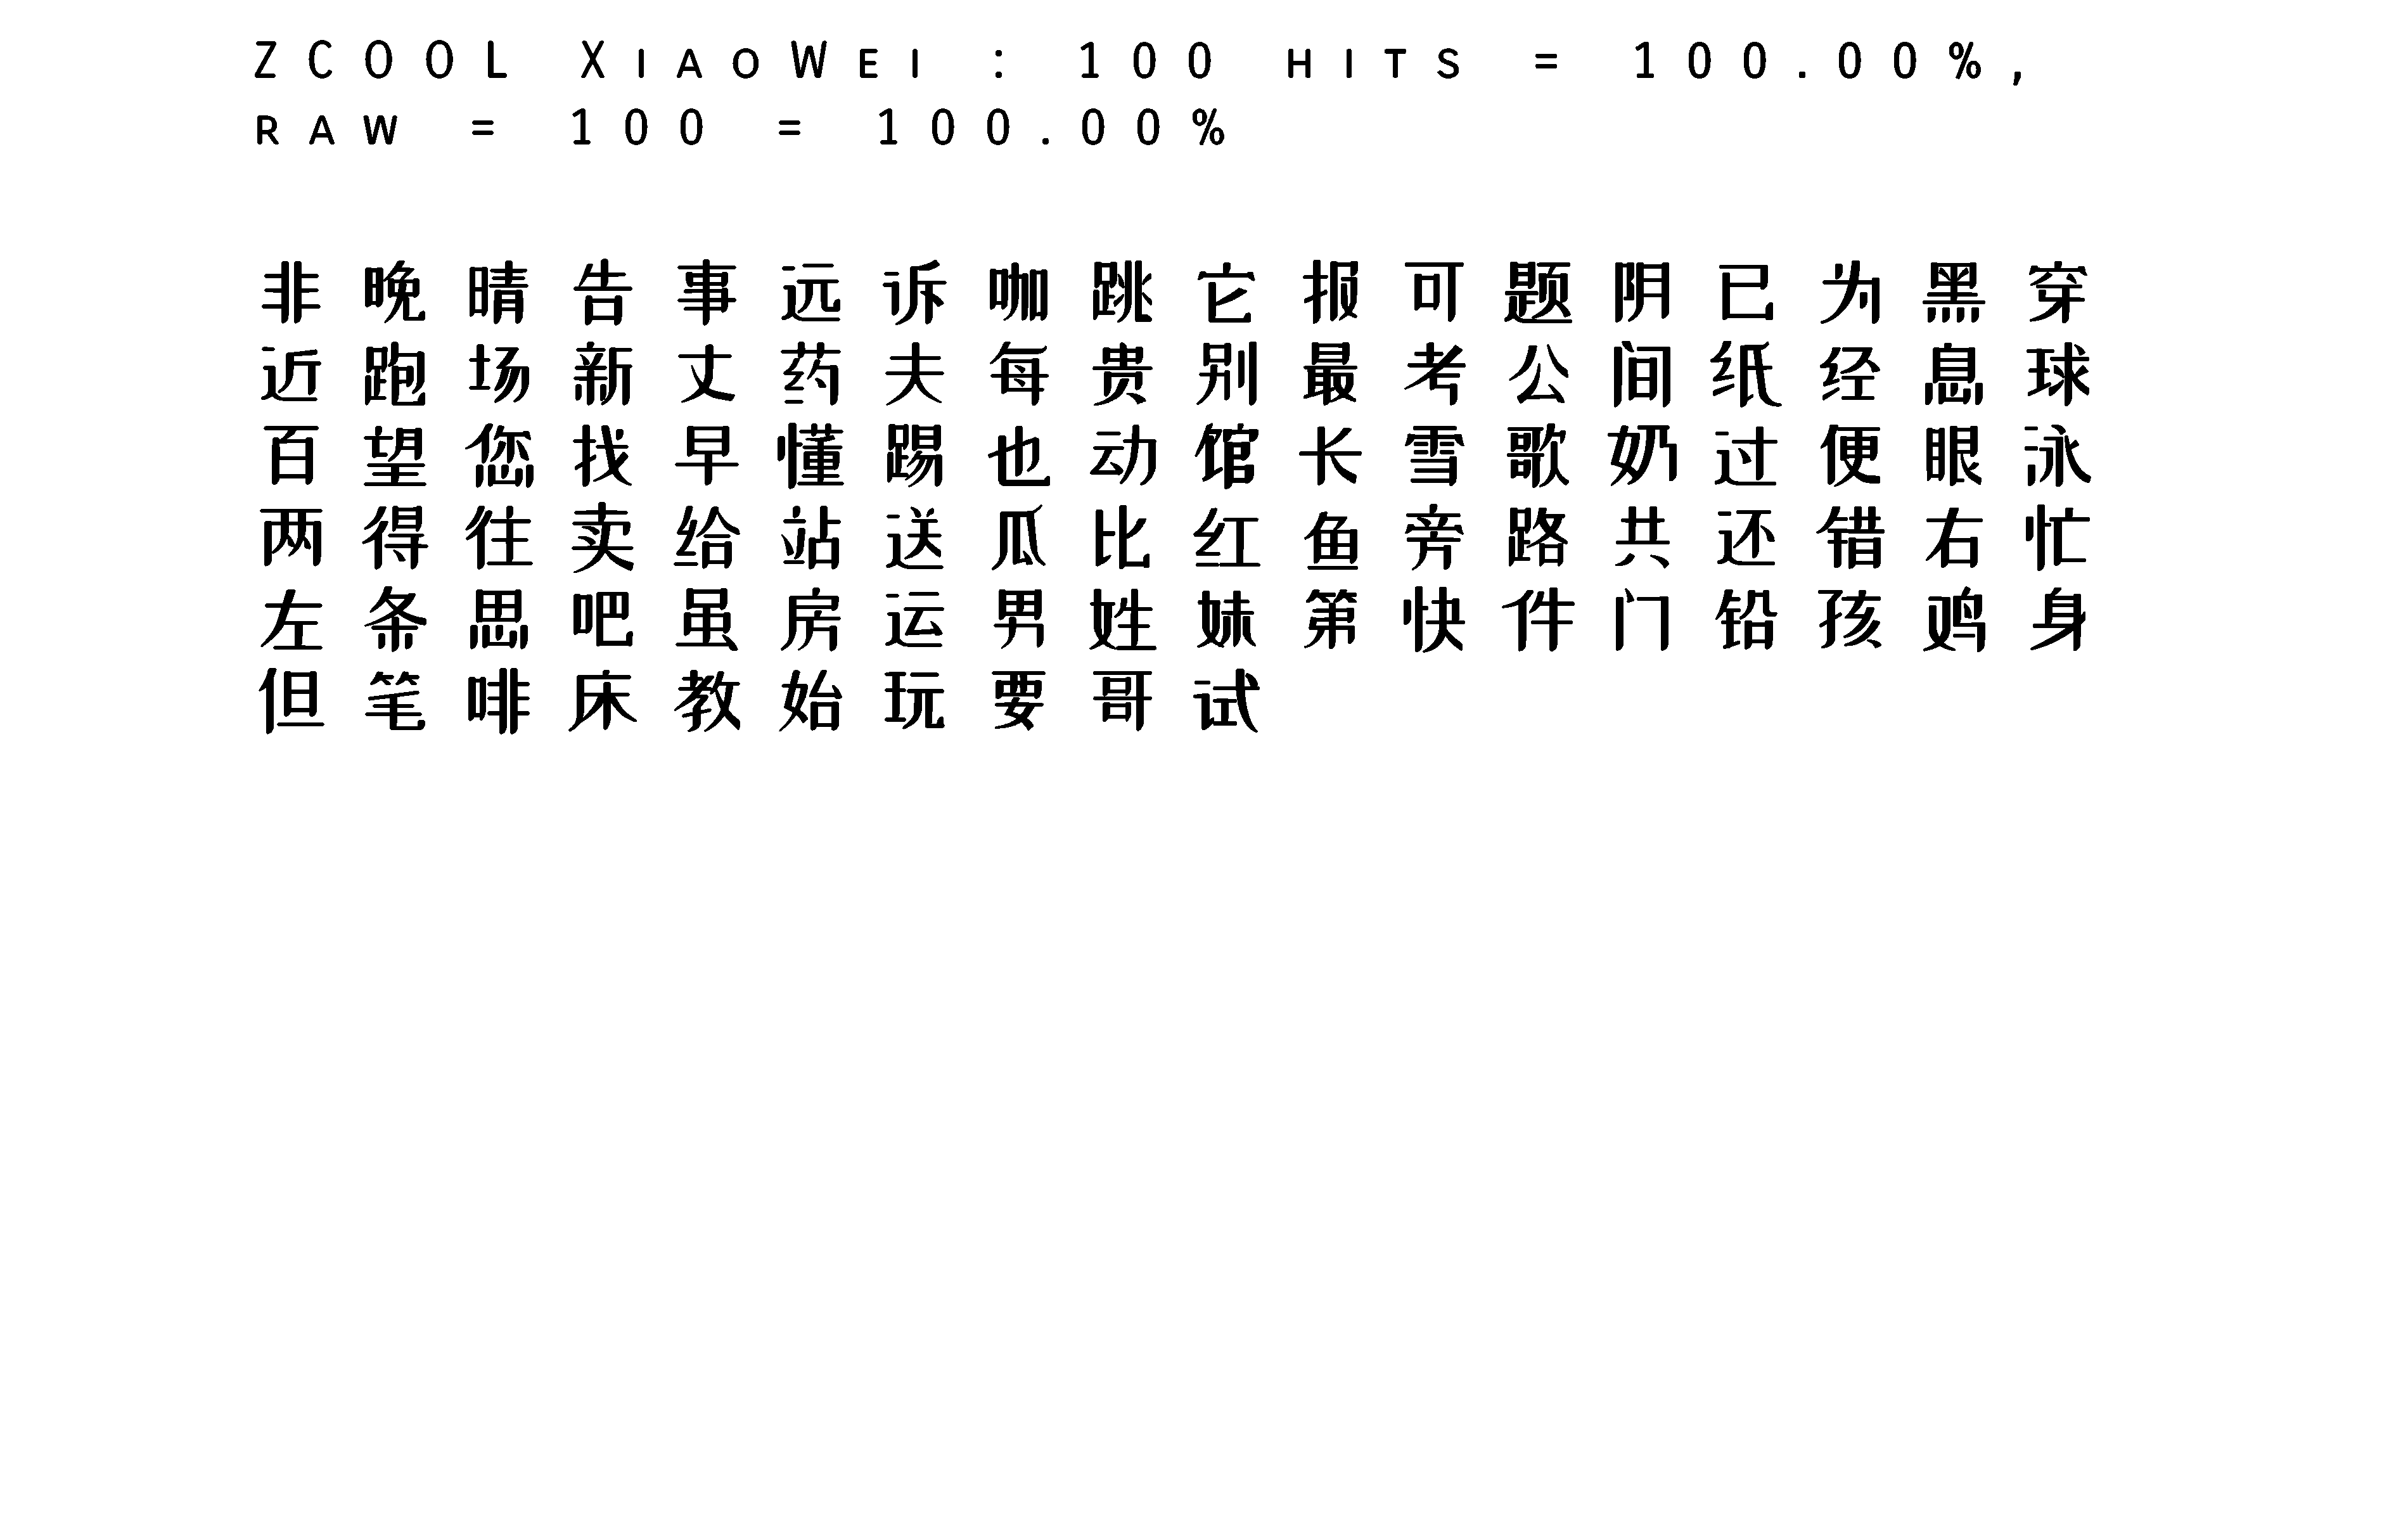 ZCOOL XiaoWei : 100 hits = 100.00%,
raw = 100 = 100.00%
非晚晴告事远诉咖跳它报可题阴已为黑穿
近跑场新丈药夫每贵别最考公间纸经息球
百望您找早懂踢也动馆长雪歌奶过便眼泳
两得住卖给站送瓜比红鱼旁路共还错右忙
左条思吧虽房运男姓妹第快件门铅孩鸡身
但笔啡床教始玩要哥试